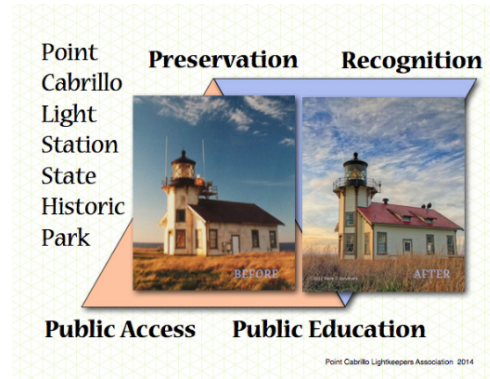 Point
Cabrillo
Light
Station
State
Historic
Park
Preservation
Recognition
BEFORE
AFTER
Public Access
Public Education
Point Cabrillo Lightkeepers Association 2014